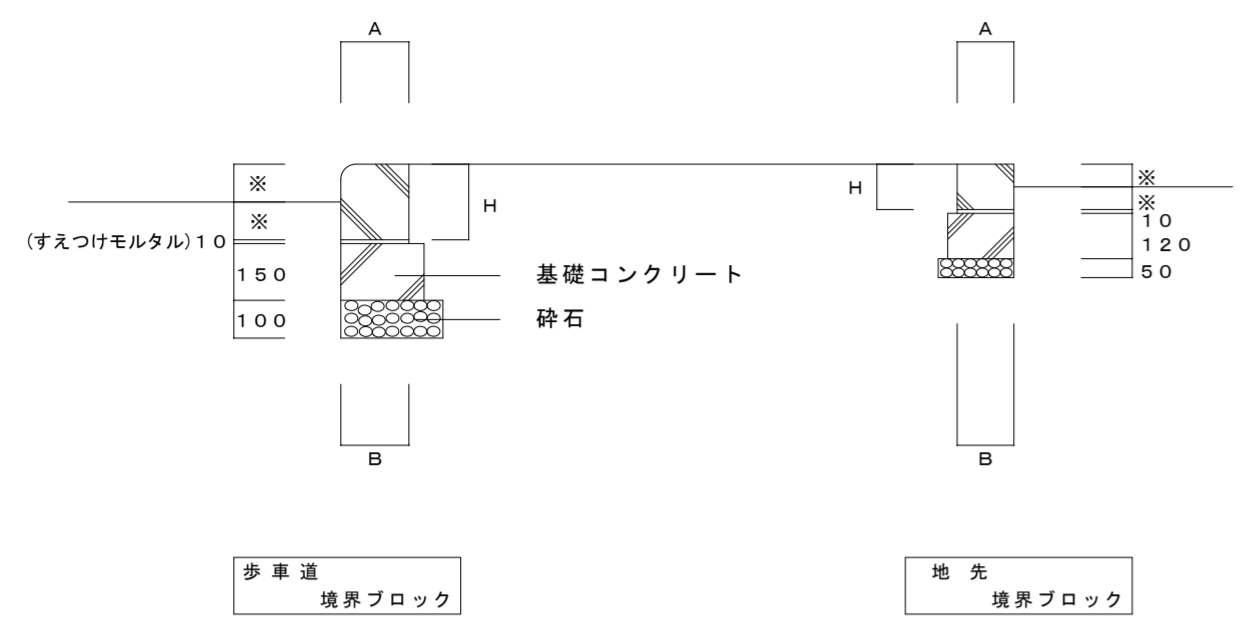 A
A
※
※
H
H
※
※
(すえつけモルタル)10
10
120
150
基礎コンクリート
50
100
砕石
B
B
歩車道
境界ブロック
地先
境界ブロック